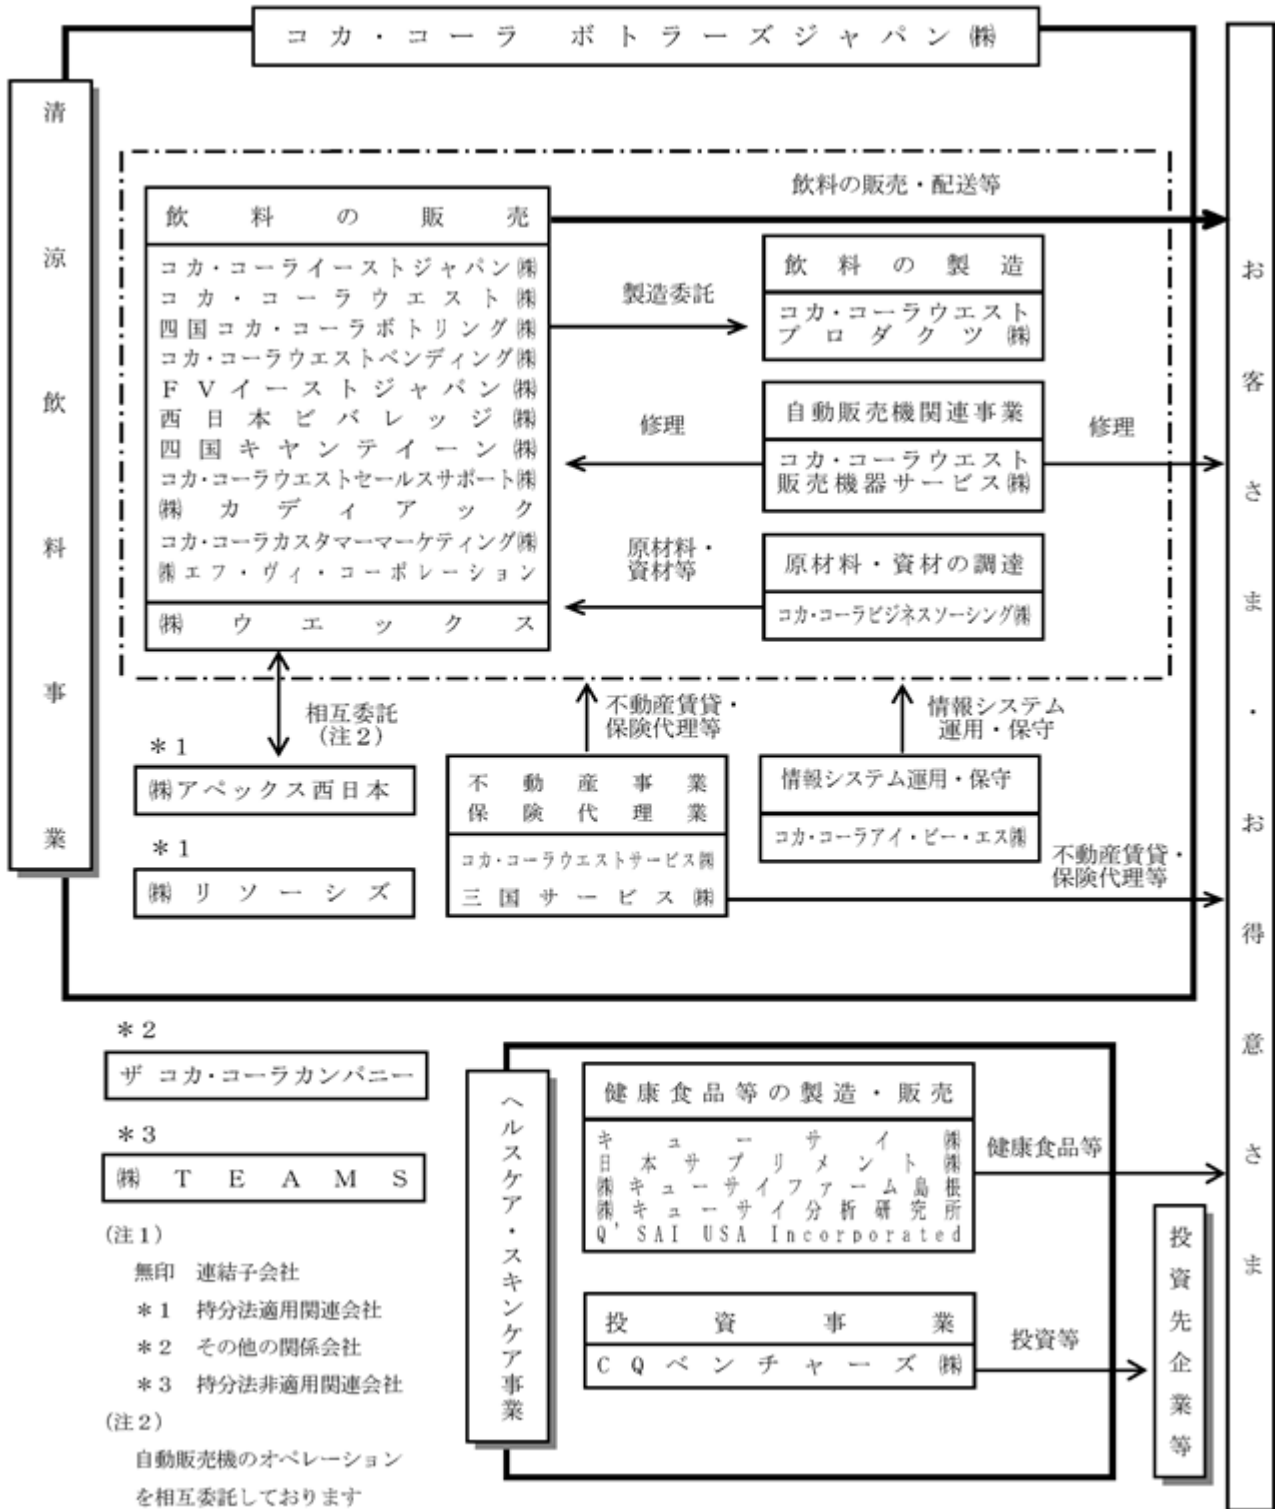 コカ・コーラ ボトラーズジャパン㈱
清涼飲料事業
飲料の販売・配送等
飲料の販売
コカ・コーライーストジャパン㈱
コカ・コーラウエスト㈱
四国コカ・コーラボトリング㈱
コカ・コーラウエストベンディング㈱
ＦＶイーストジャパン㈱
西日本ビバレッジ㈱
四国キヤンテイーン㈱
コカ・コーラウエストセールスサポート㈱
㈱カディアック
コカ・コーラカスタマーマーケティング㈱
㈱エフ・ヴィ・コーポレーション
㈱ウエックス
製造委託
飲料の製造
コカ・コーラウエスト
プロダクツ㈱
修理
自動販売機関連事業
コカ・コーラウエスト
販売機器サービス㈱
修理
原材料・
資材等
原材料・資材の調達
コカ・コーラビジネスソーシング㈱
相互委託
（注２）
不動産賃貸・
保険代理等
情報システム
運用・保守
＊１
㈱アペックス西日本
＊１
㈱リソーシズ
不動産事業
保険代理業
コカ・コーラウエストサービス㈱
三国サービス㈱
情報システム運用・保守
コカ・コーラアイ・ビー・エス㈱
不動産賃貸・
保険代理等
お客さま・お得意さま
＊２
ザ コカ・コーラカンパニー
＊３
㈱ＴＥＡＭＳ
（注１）
無印 連結子会社
＊１ 持分法適用関連会社
＊２ その他の関係会社
＊３ 持分法非適用関連会社
（注２）
自動販売機のオペレーション
を相互委託しております
ヘルスケア・スキンケア事業
健康食品等の製造・販売
キューサイ㈱
日本サプリメント㈱
㈱キューサイファーム島根
㈱キューサイ分析研究所
Q'SAI USA Incorporated
健康食品等
投資事業
ＣＱベンチャーズ㈱
投資等
投資先企業等